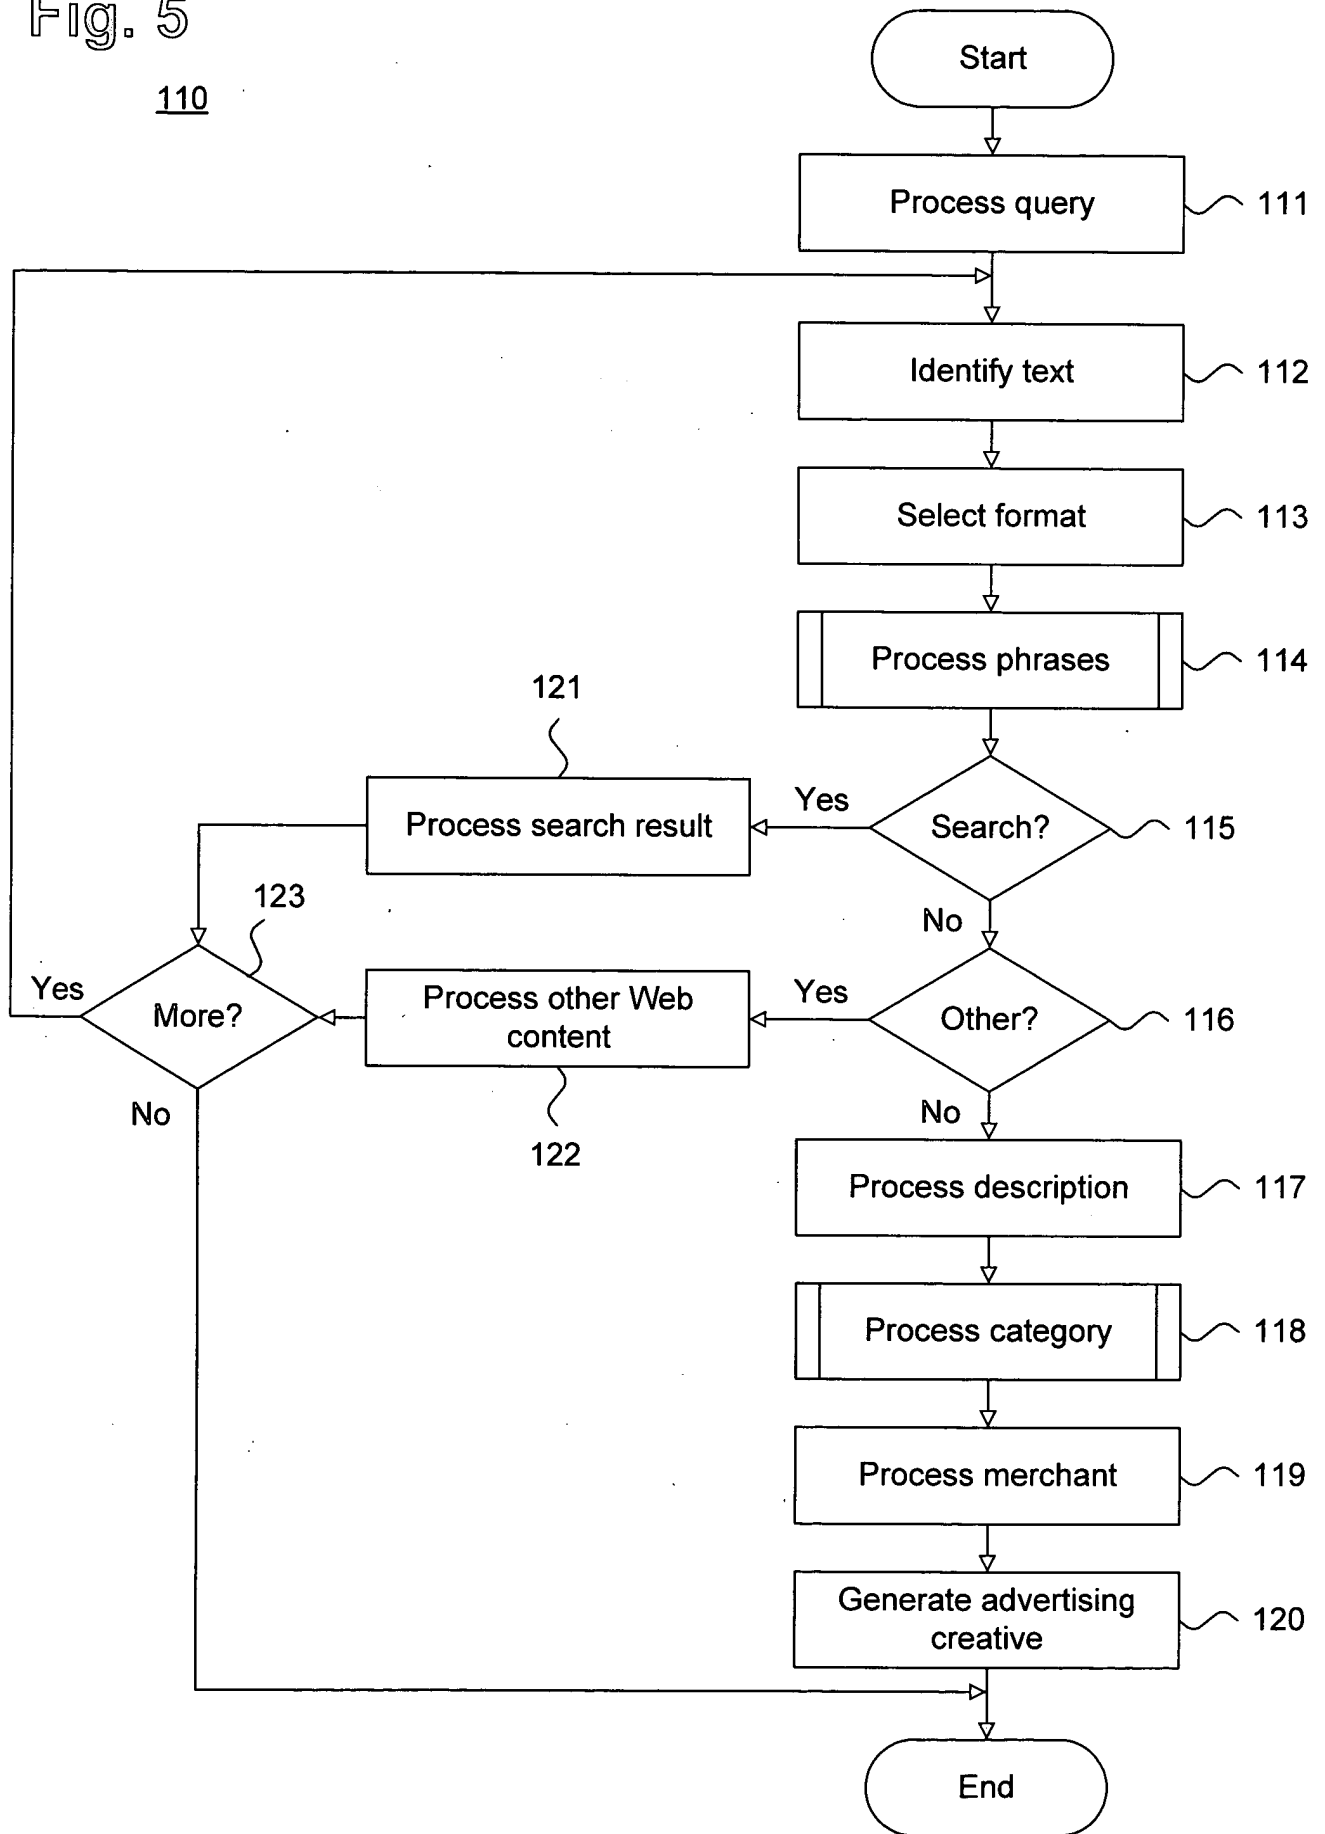 Fig. 5
110
Start
Process query
111
Identify text
112
Select format
113
Process phrases
114
121
Process search result
Yes
Search?
115
123
No
Yes
More?
Process other Web
content
Yes
Other?
116
No
122
No
Process description
117
Process category
118
Process merchant
119
Generate advertising
creative
120
End